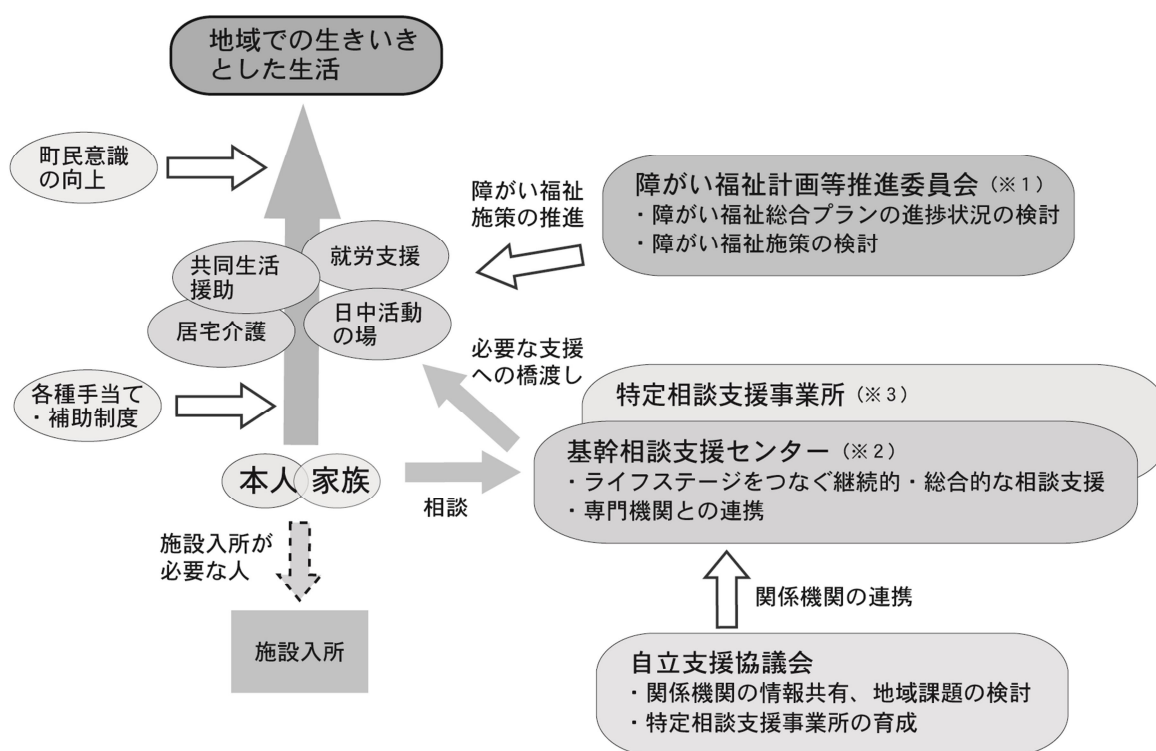 地域での生きいき
とした生活
町民意識
の向上
障がい福祉
施策の推進
障がい福祉計画等推進委員会(※1)
・障がい福祉総合プランの進捗状況の検討
・障がい福祉施策の検討
共同生活
援助
就労支援
居宅介護
日中活動
の場
必要な支援
への橋渡し
各種手当て
・補助制度
特定相談支援事業所(※3)
基幹相談支援センター(※2)
・ライフステージをつなぐ継続的・総合的な相談支援
・専門機関との連携
本人 家族
相談
施設入所が
必要な人
関係機関の連携
施設入所
自立支援協議会
・関係機関の情報共有、地域課題の検討
・特定相談支援事業所の育成